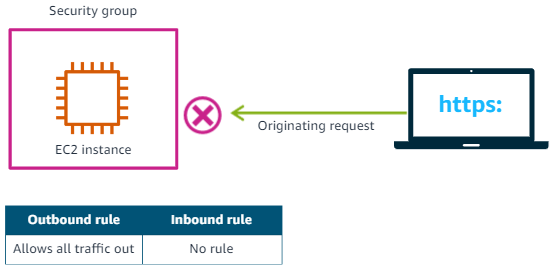 Security group
EC2 instance
Originating request
https:
Outbound rule Inbound rule
Allows all traffic out No rule